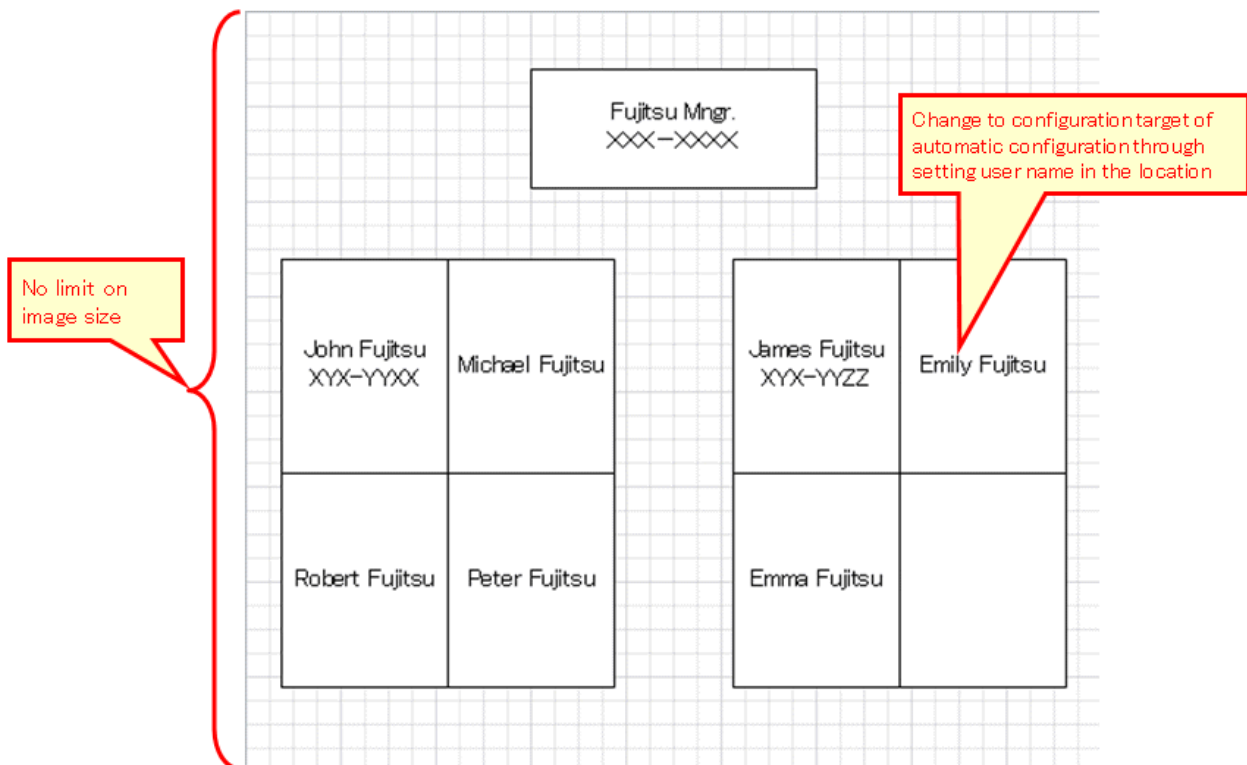 Fujitsu Mngr.
XXX-XXXX
Change to configuration target of
automatic configuration through
setting user name in the location
No limit on
image size
John Fujitsu
XYX-YYXX
Michael Fujitsu
James Fujitsu
XYX-YYZZ
Emily Fujitsu
Robert Fujitsu
Peter Fujitsu
Emma Fujitsu